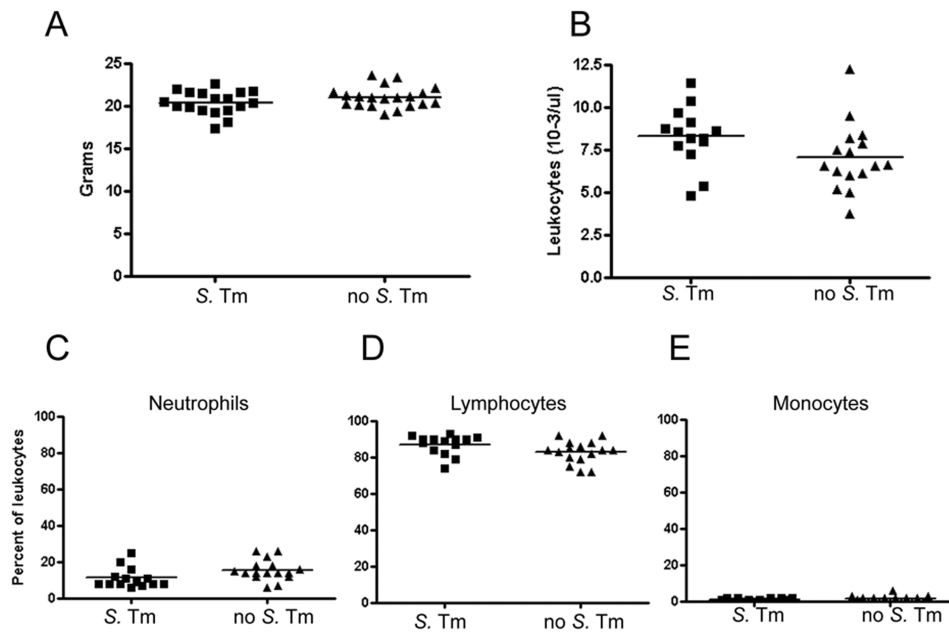 A
B
25
20
15
10
5
0
Grams
S. Tm
no S. Tm
12.5
10.0
7.5
5.0
2.5
0.0
Leukocytes (10-3/ul)
S. Tm
no S. Tm
C
D
E
Neutrophils
Lymphocytes
Monocytes
100
80
60
40
20
0
Percent of leukocytes
S. Tm
no S. Tm
100
80
60
40
20
0
S. Tm
no S. Tm
100
80
60
40
20
0
S. Tm
no S. Tm